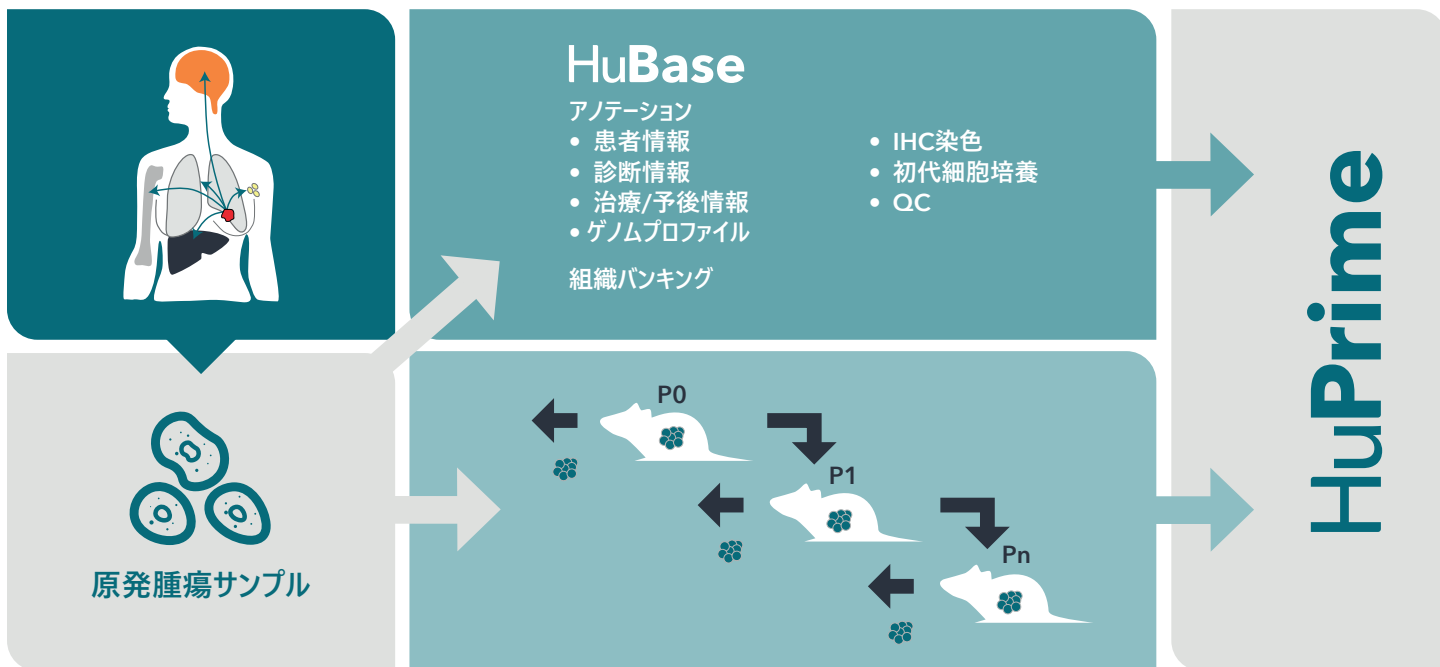 HuBase
アノテーション
• 患者情報
• 診断情報
• 治療/予後情報
• ゲノムプロファイル
• IHC染色
• 初代細胞培養
• QC
組織バンキング
原発腫瘍サンプル
P0
P1
Pn
HuPrime